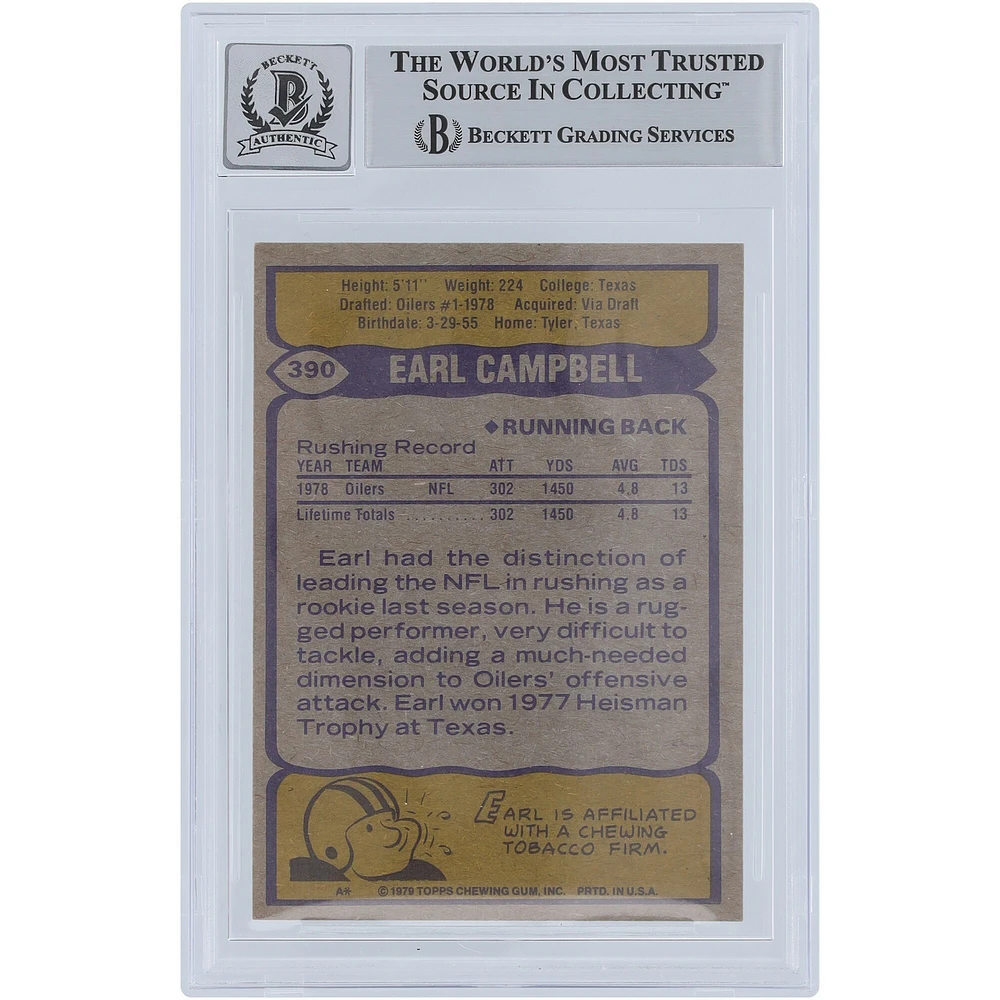 BECKETT
B
AUTHENTIC
THE WORLD'S MOST TRUSTED
SOURCE IN COLLECTING™
B BECKETT GRADING SERVICES
Height: 5'11" Weight: 224 College: Texas
Drafted: Oilers #1-1978 Acquired: Via Draft
Birthdate: 3-29-55 Home: Tyler, Texas
390 EARL CAMPBELL
◆RUNNING BACK
Rushing Record
YEAR TEAM ATT YDS AVG TDS
1978 Oilers NFL 302 1450 4.8 13
Lifetime Totals .......... 302 1450 4.8 13
Earl had the distinction of
leading the NFL in rushing as a
rookie last season. He is a rug-
ged performer, very difficult to
tackle, adding a much-needed
dimension to Oilers' offensive
attack. Earl won 1977 Heisman
Trophy at Texas.
EARL IS AFFILIATED
WITH A CHEWING
TOBACCO FIRM.
A* © 1979 TOPPS CHEWING GUM, INC. PRTD. IN U.S.A.